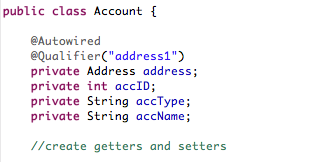 public class Account {
@Autowired
@Qualifier("address1")
private Address address;
private int accID;
private String accType;
private String accName;
//create getters and setters